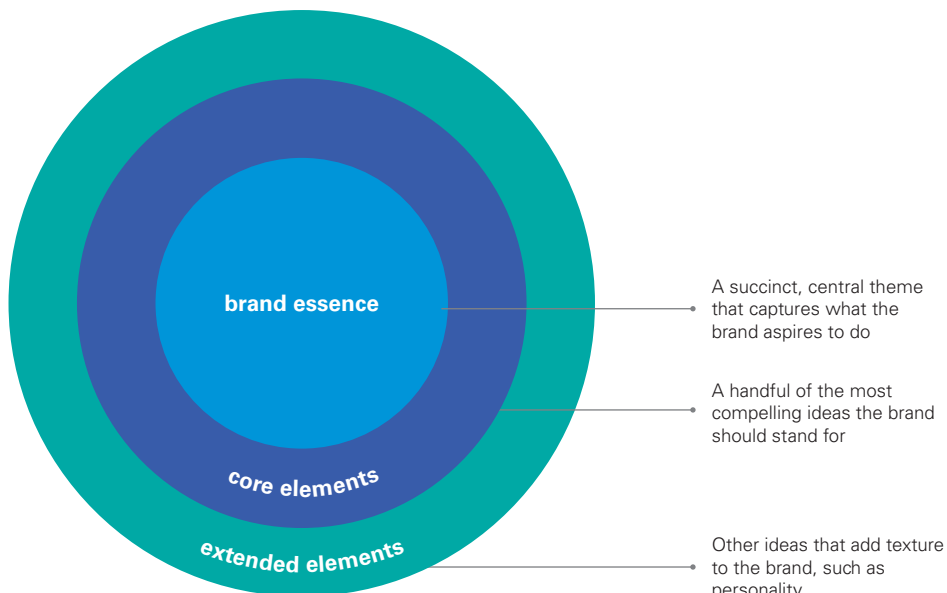 brand essence
A succinct, central theme
that captures what the
brand aspires to do
A handful of the most
compelling ideas the brand
should stand for
core elements
extended elements
Other ideas that add texture
to the brand, such as
personality